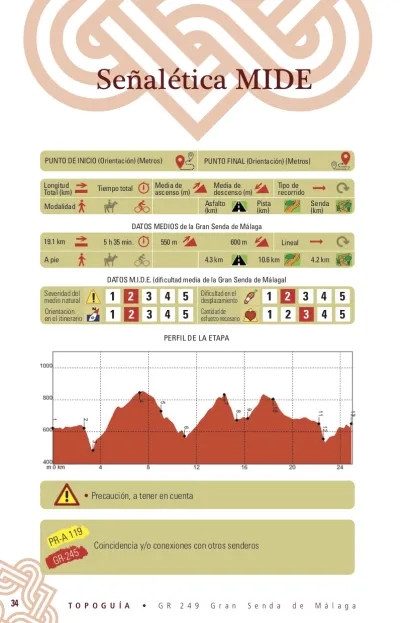 Señalética MIDE
PUNTO DE INICIO (Orientación) (Metros)
PUNTO FINAL (Orientación) (Metros)
Longitud Total (km)
Tiempo total
Media de ascenso (m)
Media de descenso (m)
Tipo de recorrido
Modalidad
Asfalto (km)
Pista (km)
Senda (km)
DATOS MEDIOS de la Gran Senda de Málaga
19.1 km 5 h 35 min. 550 m 600 m Lineal
A pie 4.3 km 10.6 km 4.2 km
DATOS M.I.D.E. (dificultad media de la Gran Senda de Málaga)
Severidad del medio natural 1 2 3 4 5
Dificultad en el desplazamiento 1 2 3 4 5
Orientación en el itinerario 1 2 3 4 5
Cantidad de esfuerzo necesario 1 2 3 4 5
PERFIL DE LA ETAPA
1000
800
600
400
m 0 km 4 8 12 16 20 24
• Precaución, a tener en cuenta
PR-A 119
GR-245
Coincidencia y/o conexiones con otros senderos
34
TOPOGUÍA • GR 249 Gran Senda de Málaga